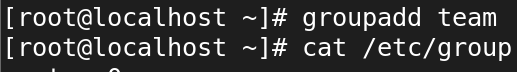 [root@localhost ~]# groupadd team
[root@localhost ~]# cat /etc/group